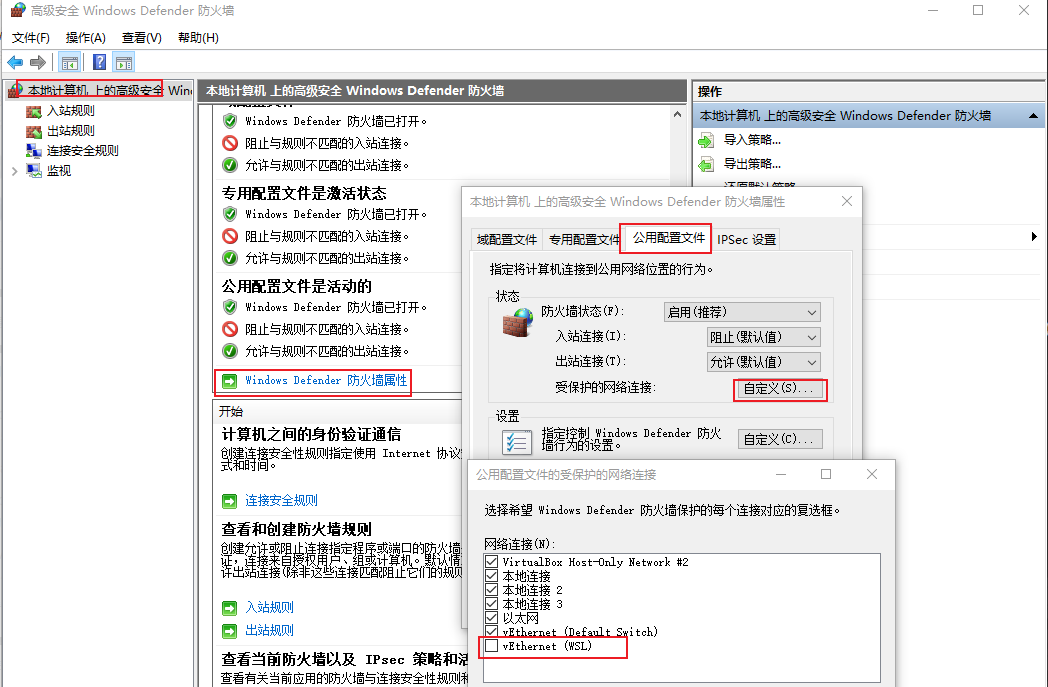 高级安全 Windows Defender 防火墙
文件(F) 操作(A) 查看(V) 帮助(H)
本地计算机 上的高级安全 Win
入站规则
出站规则
连接安全规则
监视
本地计算机 上的高级安全 Windows Defender 防火墙
Windows Defender 防火墙已打开。
阻止与规则不匹配的入站连接。
允许与规则不匹配的出站连接。
专用配置文件是激活状态
Windows Defender 防火墙已打开。
阻止与规则不匹配的入站连接。
允许与规则不匹配的出站连接。
公用配置文件是活动的
Windows Defender 防火墙已打开。
阻止与规则不匹配的入站连接。
允许与规则不匹配的出站连接。
Windows Defender 防火墙属性
开始
计算机之间的身份验证通信
创建连接安全性规则指定使用 Internet 协议
式和时间。
连接安全规则
查看和创建防火墙规则
创建允许或阻止连接指定程序或端口的防火墙
证，连接来自授权用户、组或计算机。默认情
许出站连接(除非这些连接匹配阻止它们的规则
入站规则
出站规则
查看当前防火墙以及 IPsec 策略和活
查看有关当前应用的防火墙与连接安全性规则和
操作
本地计算机 上的高级安全 Windows Defender 防火墙
导入策略...
导出策略...
还原默认策略
本地计算机 上的高级安全 Windows Defender 防火墙属性
域配置文件 专用配置文件 公用配置文件 IPSec 设置
指定将计算机连接到公用网络位置的行为。
状态
防火墙状态(F): 启用(推荐)
入站连接(I): 阻止(默认值)
出站连接(T): 允许(默认值)
受保护的网络连接: 自定义(S)...
设置
指定控制 Windows Defender 防火
墙行为的设置。
自定义(C)...
公用配置文件的受保护的网络连接
选择希望 Windows Defender 防火墙保护的每个连接对应的复选框。
网络连接(N):
VirtualBox Host-Only Network #2
本地连接
本地连接 2
本地连接 3
以太网
vEthernet (Default Switch)
vEthernet (WSL)